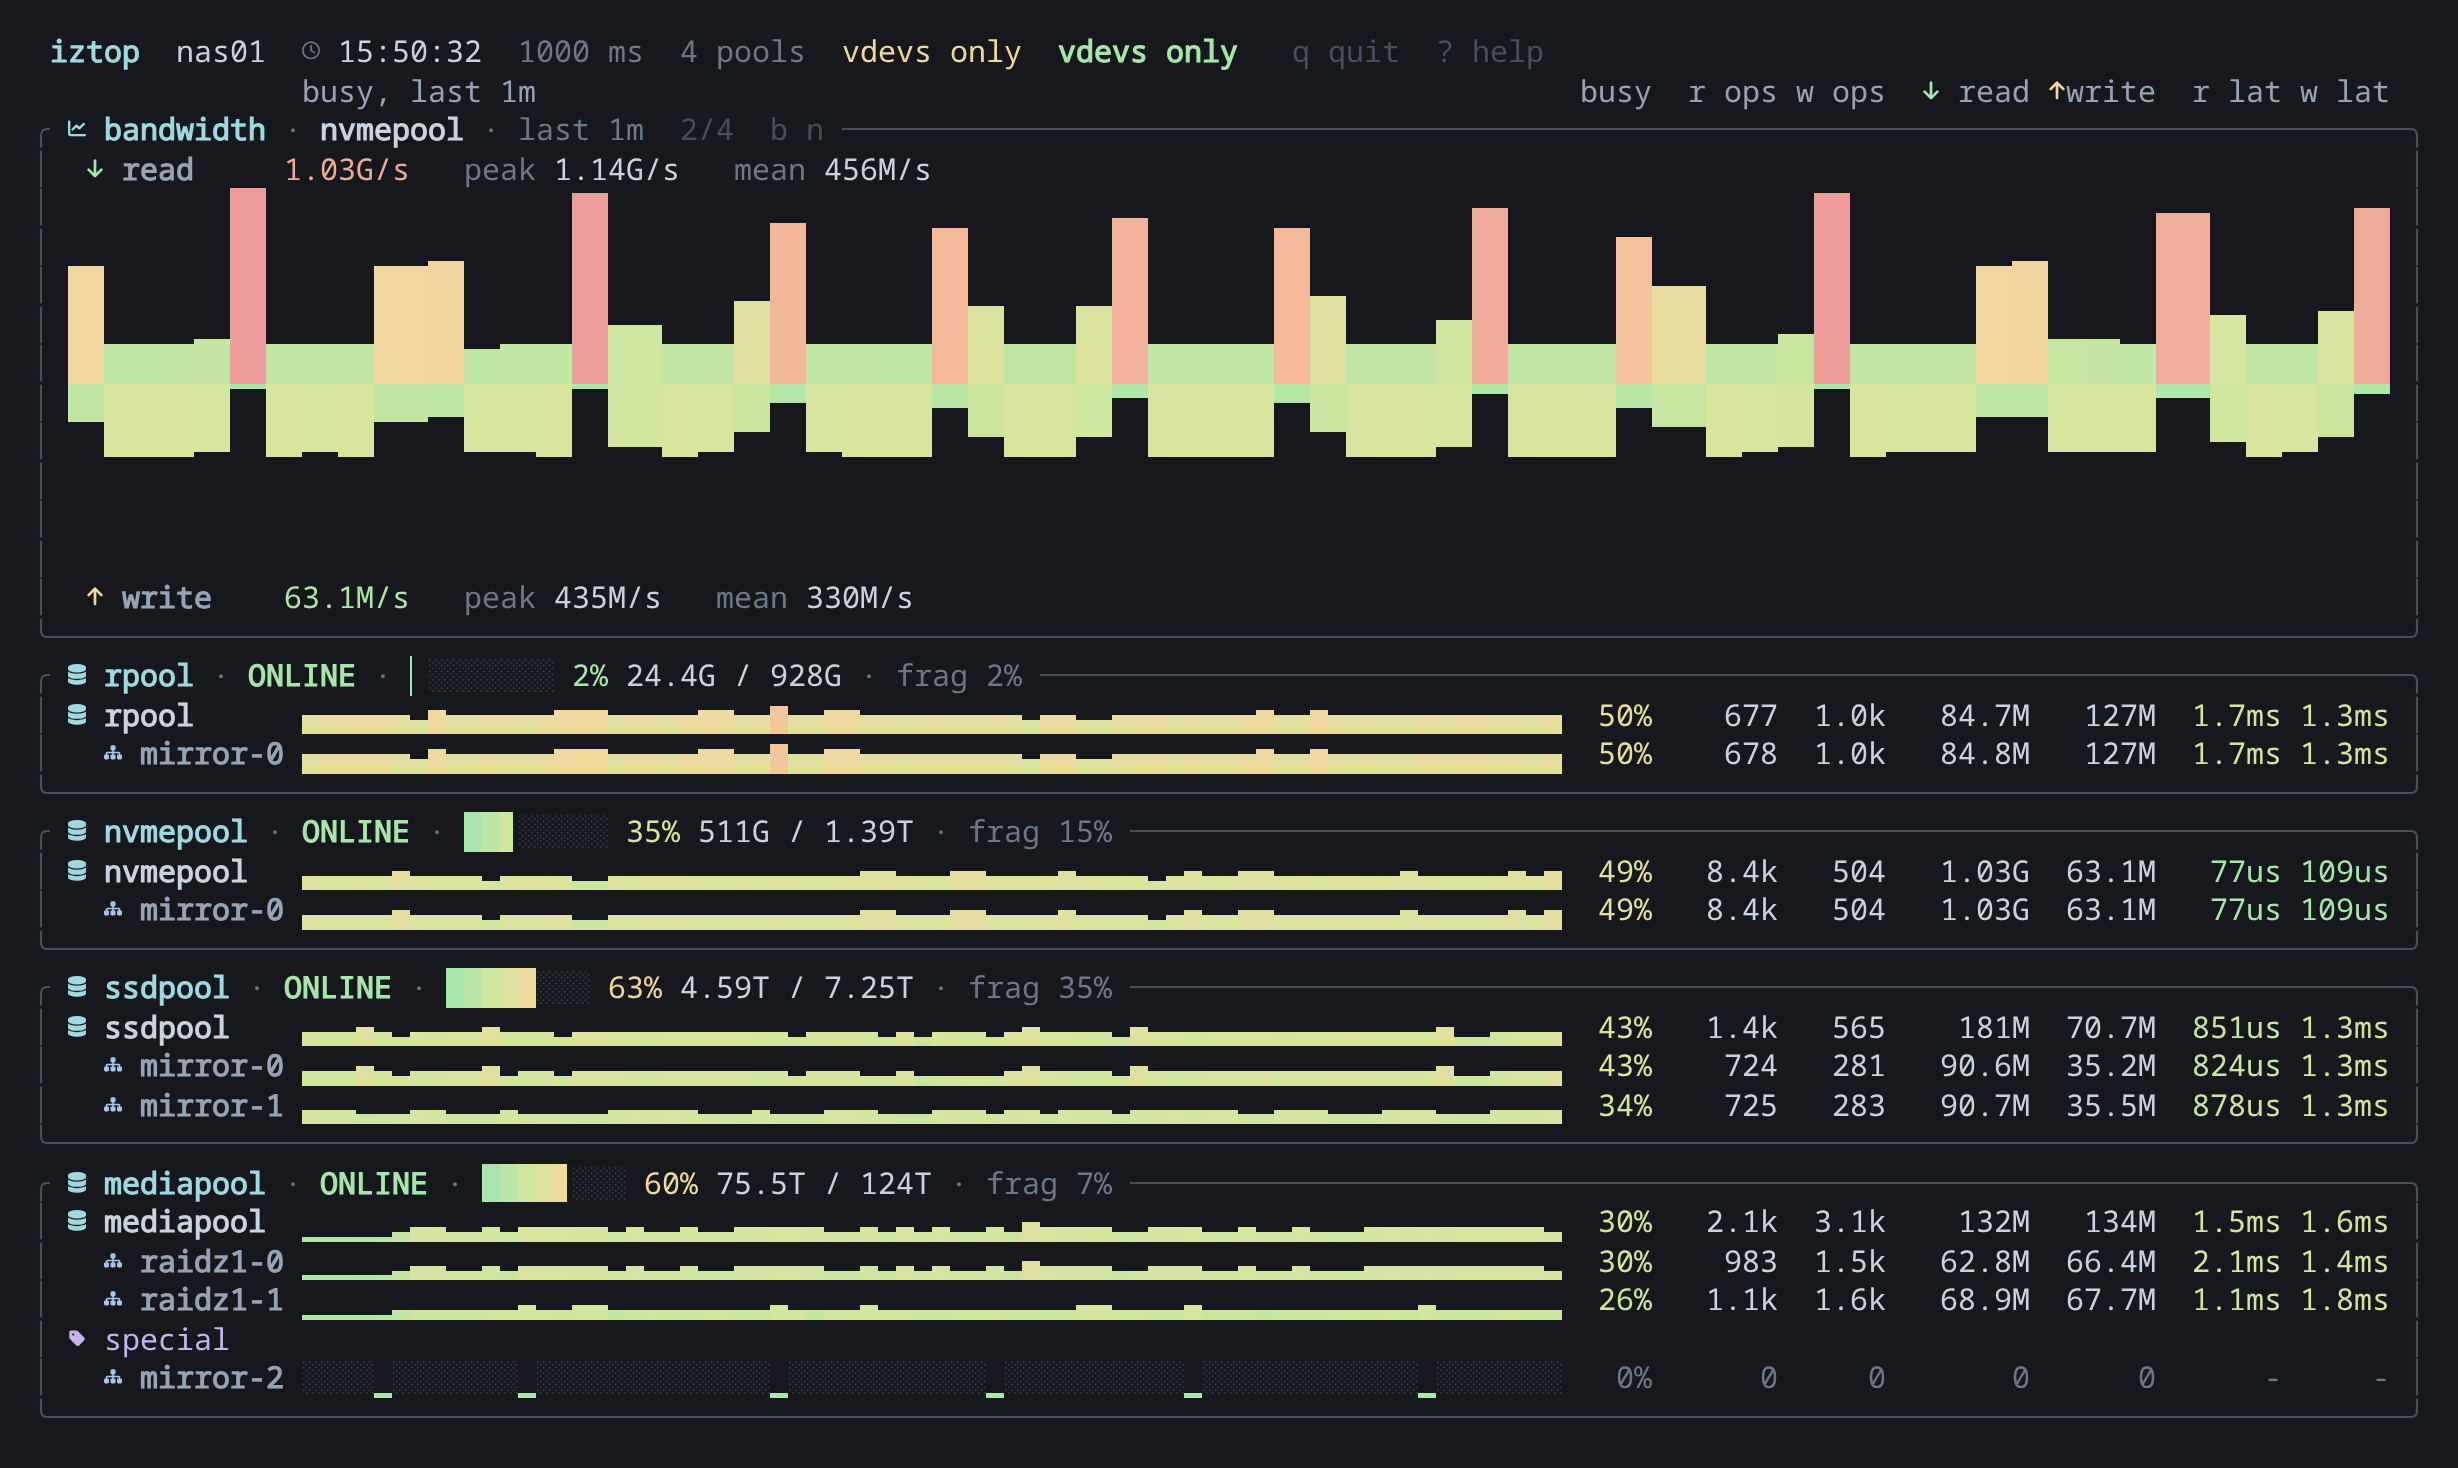 iztop nas01 15:50:32 1000 ms 4 pools vdevs only vdevs only q quit ? help
busy, last 1m busy r ops w ops ↓ read ↑write r lat w lat
bandwidth · nvmepool · last 1m 2/4 b n
↓ read 1.03G/s peak 1.14G/s mean 456M/s
↑ write 63.1M/s peak 435M/s mean 330M/s
rpool · ONLINE · 2% 24.4G / 928G · frag 2%
rpool 50% 677 1.0k 84.7M 127M 1.7ms 1.3ms
mirror-0 50% 678 1.0k 84.8M 127M 1.7ms 1.3ms
nvmepool · ONLINE · 35% 511G / 1.39T · frag 15%
nvmepool 49% 8.4k 504 1.03G 63.1M 77us 109us
mirror-0 49% 8.4k 504 1.03G 63.1M 77us 109us
ssdpool · ONLINE · 63% 4.59T / 7.25T · frag 35%
ssdpool 43% 1.4k 565 181M 70.7M 851us 1.3ms
mirror-0 43% 724 281 90.6M 35.2M 824us 1.3ms
mirror-1 34% 725 283 90.7M 35.5M 878us 1.3ms
mediapool · ONLINE · 60% 75.5T / 124T · frag 7%
mediapool 30% 2.1k 3.1k 132M 134M 1.5ms 1.6ms
raidz1-0 30% 983 1.5k 62.8M 66.4M 2.1ms 1.4ms
raidz1-1 26% 1.1k 1.6k 68.9M 67.7M 1.1ms 1.8ms
special
mirror-2 0% 0 0 0 0 - -